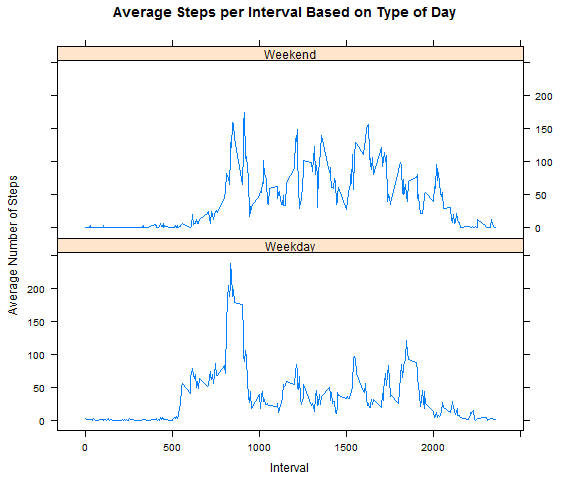 Average Steps per Interval Based on Type of Day
Weekend
200
150
100
50
0
Weekday
200
150
100
50
0
Average Number of Steps
0 500 1000 1500 2000
Interval